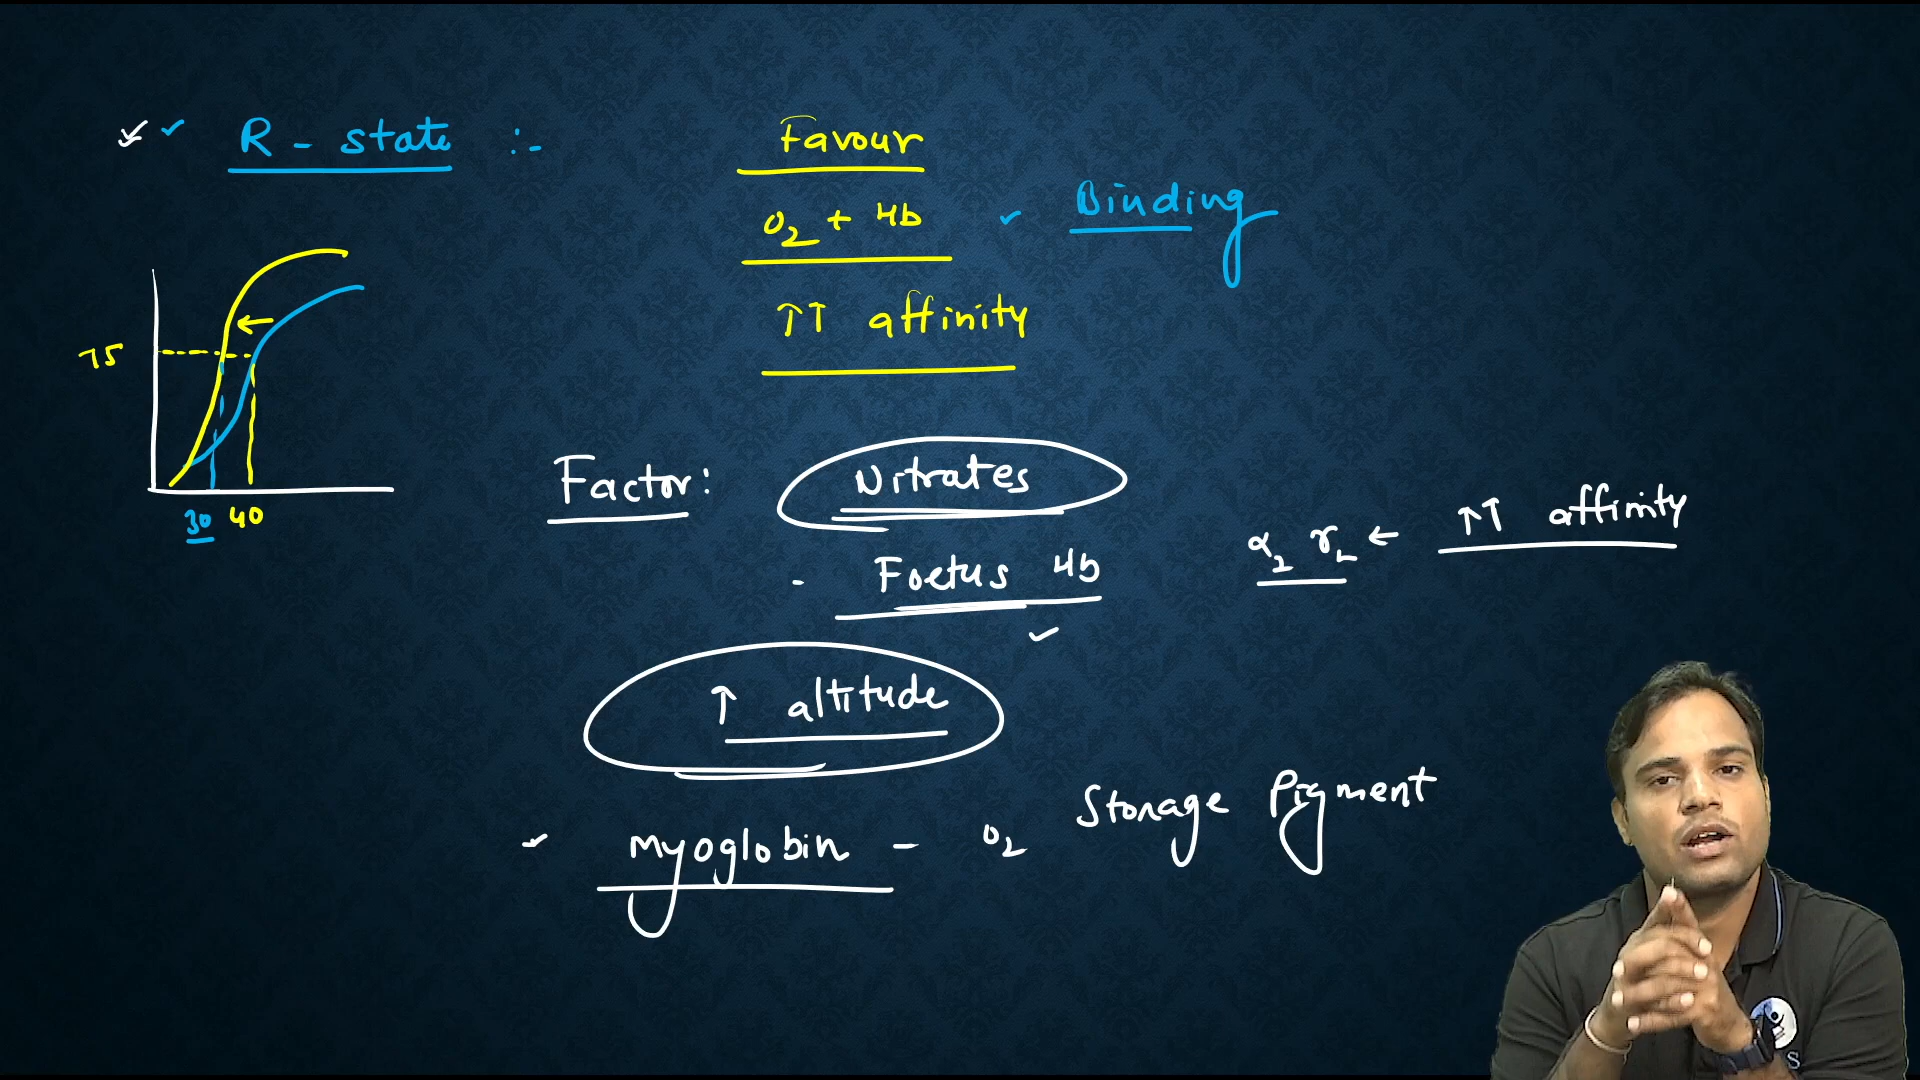 R - state :-
Favour
O2 + Hb
Binding
↑↑ affinity
75
30 40
Factor: Nitrates
- Foetus Hb
α2 γ2 ← ↑↑ affinity
↑ altitude
myoglobin - O2 Storage Pigment
S